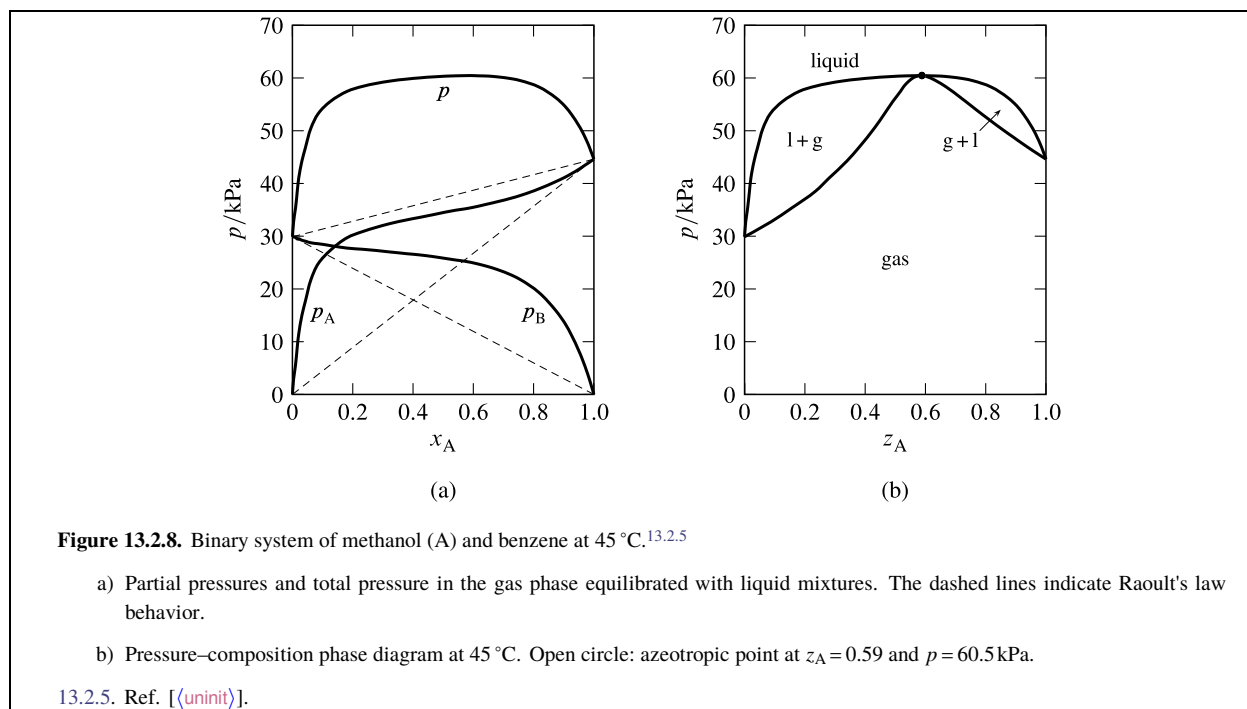 70
60
50
40
30
20
10
0
p/kPa
p
p_A
p_B
0 0.2 0.4 0.6 0.8 1.0
x_A
(a)
70
60
50
40
30
20
10
0
p/kPa
liquid
l + g
g + l
gas
0 0.2 0.4 0.6 0.8 1.0
z_A
(b)
Figure 13.2.8. Binary system of methanol (A) and benzene at 45 °C.13.2.5
a) Partial pressures and total pressure in the gas phase equilibrated with liquid mixtures. The dashed lines indicate Raoult's law
behavior.
b) Pressure–composition phase diagram at 45 °C. Open circle: azeotropic point at z_A = 0.59 and p = 60.5 kPa.
13.2.5. Ref. [⟨uninit⟩].